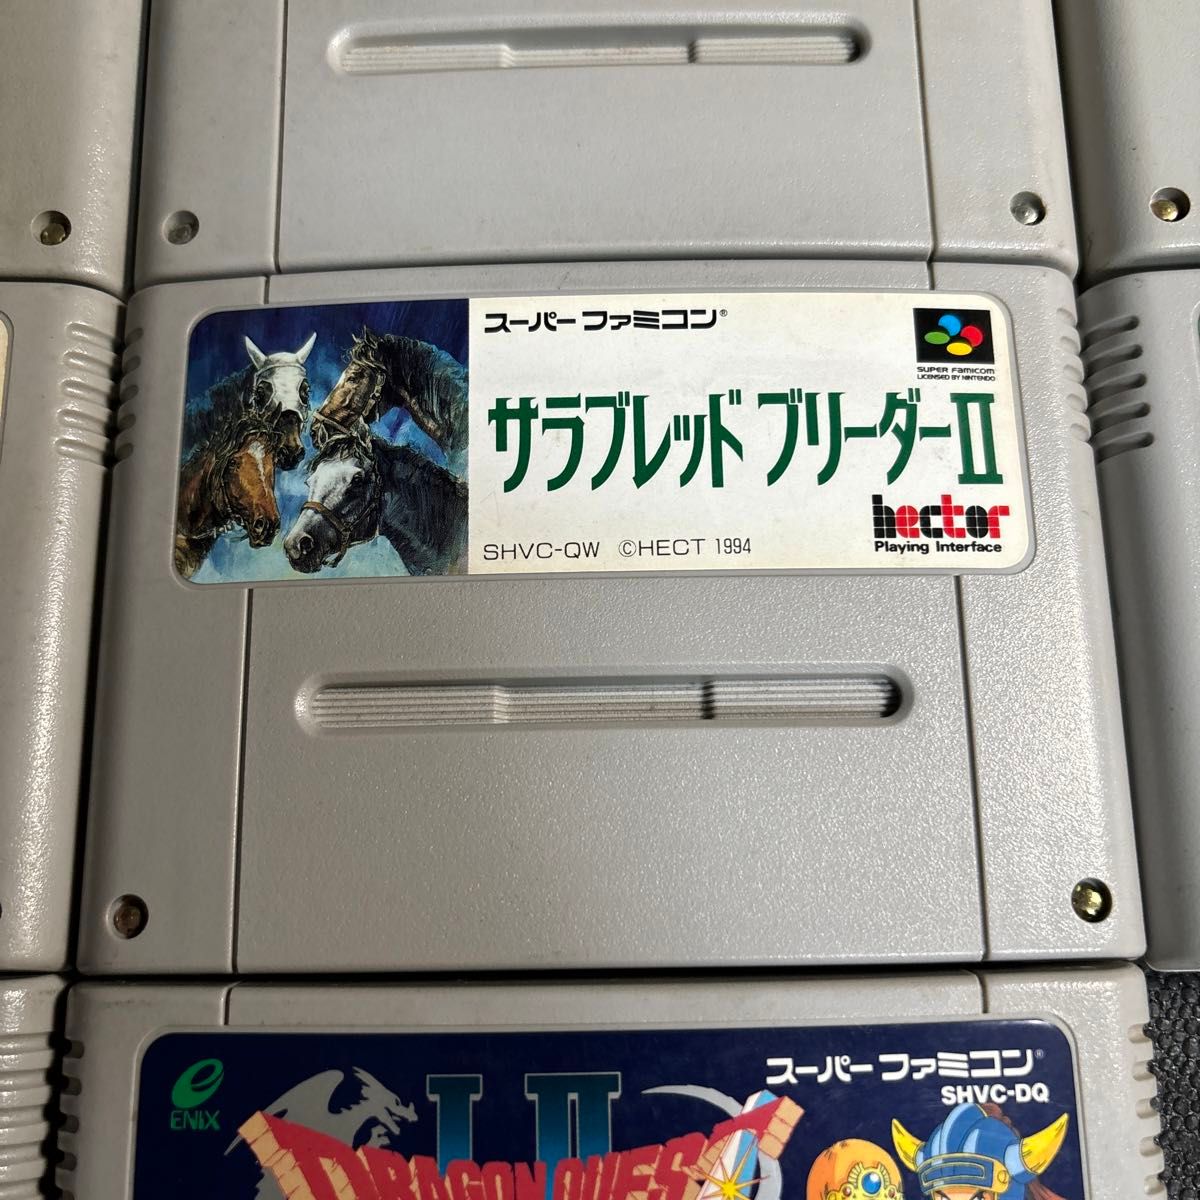 スーパーファミコン®
サラブレッド ブリーダーII
SUPER FAMICOM
LICENSED BY NINTENDO
hector
Playing Interface
SHVC-QW ©HECT 1994
ENIX
スーパーファミコン®
SHVC-DQ
I・II
DRAGON QUES